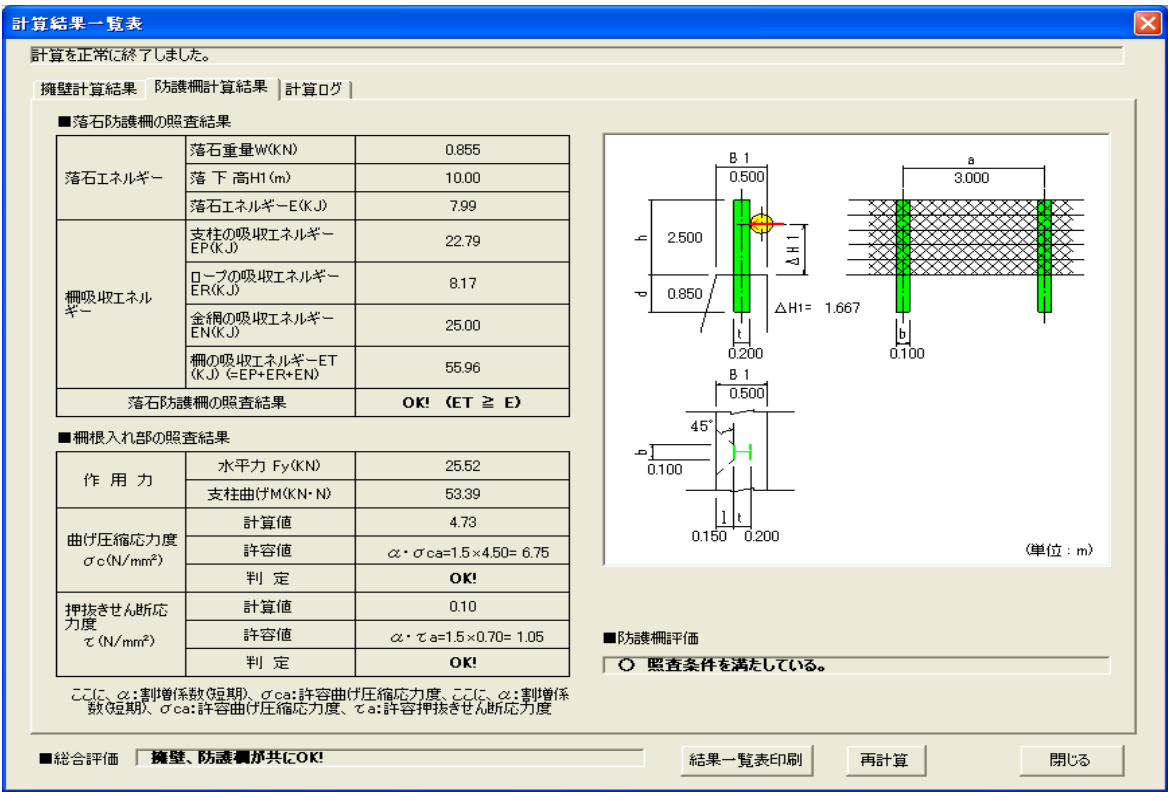 計算結果一覧表
計算を正常に終了しました。
擁壁計算結果 防護柵計算結果 計算ログ
■落石防護柵の照査結果
落石エネルギー
落石重量W(KN) 0.855
落 下 高H1(m) 10.00
落石エネルギーE(KJ) 7.99
柵吸収エネル
ギー
支柱の吸収エネルギー
EP(KJ)
22.79
ロープの吸収エネルギー
ER(KJ)
8.17
金網の吸収エネルギー
EN(KJ)
25.00
柵の吸収エネルギーET
(KJ) (=EP+ER+EN)
55.96
落石防護柵の照査結果 OK! (ET ≧ E)
■柵根入れ部の照査結果
作 用 力
水平力 Fy(KN) 25.52
支柱曲げM(KN・N) 53.39
曲げ圧縮応力度
σc(N/mm²)
計算値 4.73
許容値 α・σca=1.5×4.50= 6.75
判 定 OK!
押抜きせん断応
力度
τ(N/mm²)
計算値 0.10
許容値 α・τa=1.5×0.70= 1.05
判 定 OK!
ここに、α:割増係数(短期)、σca:許容曲げ圧縮応力度、ここに、α:割増係
数(短期)、σca:許容曲げ圧縮応力度、τa:許容押抜きせん断応力度
B 1
0.500
a
3.000
h 2.500
ΔH1
d 0.850
ΔH1= 1.667
t
0.200
b
0.100
B 1
0.500
45°
b
0.100
l t
0.150 0.200
(単位:m)
■防護柵評価
○ 照査条件を満たしている。
■総合評価 擁壁、防護柵が共にOK!
結果一覧表印刷 再計算 閉じる